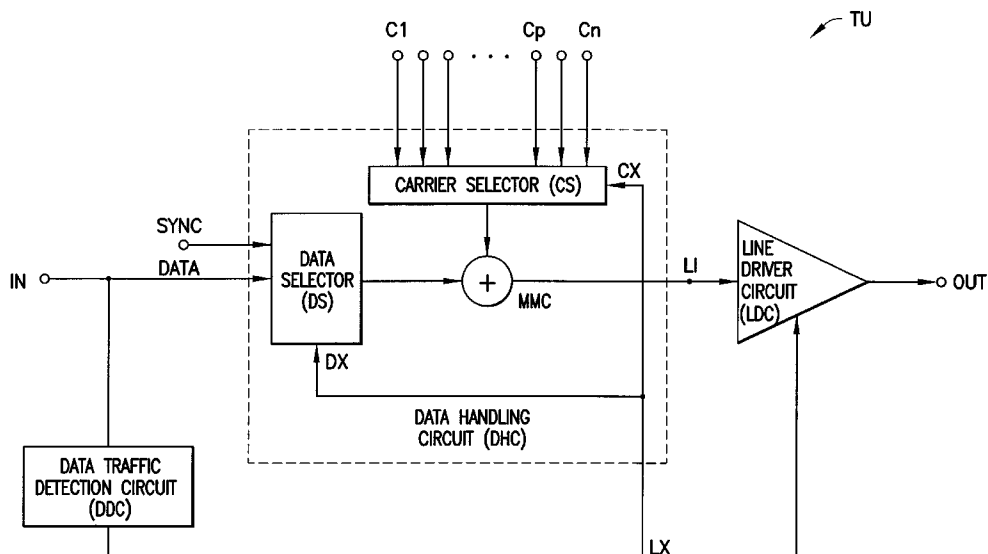 TU
C1 · · · Cp Cn
CX
CARRIER SELECTOR (CS)
SYNC
IN
DATA
DATA
SELECTOR
(DS)
+
MMC
LI
LINE
DRIVER
CIRCUIT
(LDC)
OUT
DX
DATA HANDLING
CIRCUIT (DHC)
DATA TRAFFIC
DETECTION CIRCUIT
(DDC)
LX